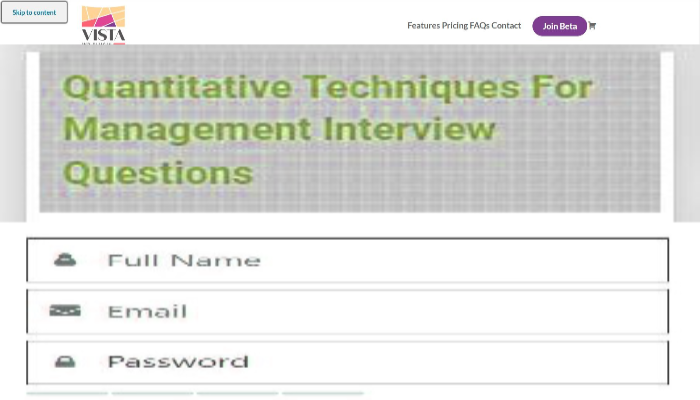 Skip to content
VISTA
Features Pricing FAQs Contact
Join Beta
Quantitative Techniques For
Management Interview
Questions
Full Name
Email
Password